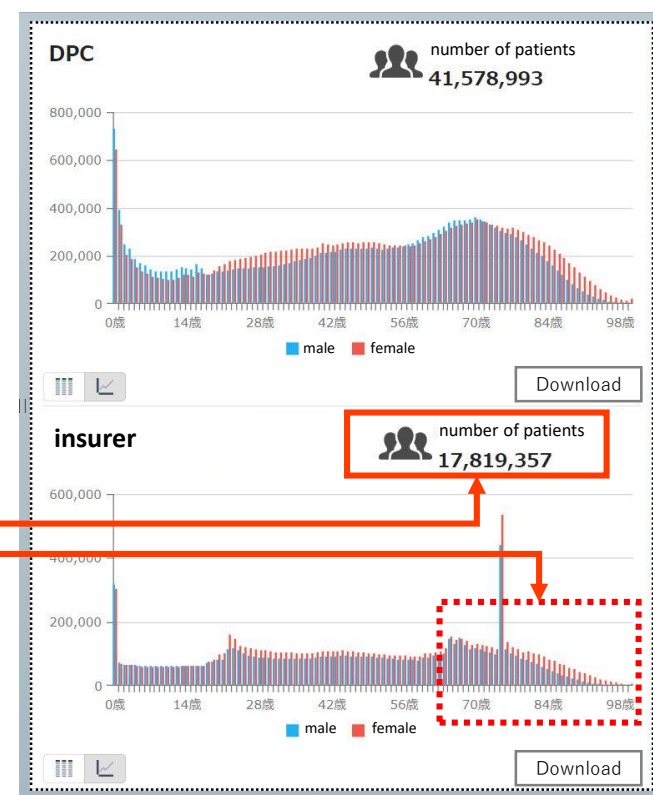 DPC
number of patients
41,578,993
800,000
600,000
400,000
200,000
0
0歳 14歳 28歳 42歳 56歳 70歳 84歳 98歳
male female
Download
insurer
number of patients
17,819,357
600,000
400,000
200,000
0
0歳 14歳 28歳 42歳 56歳 70歳 84歳 98歳
male female
Download